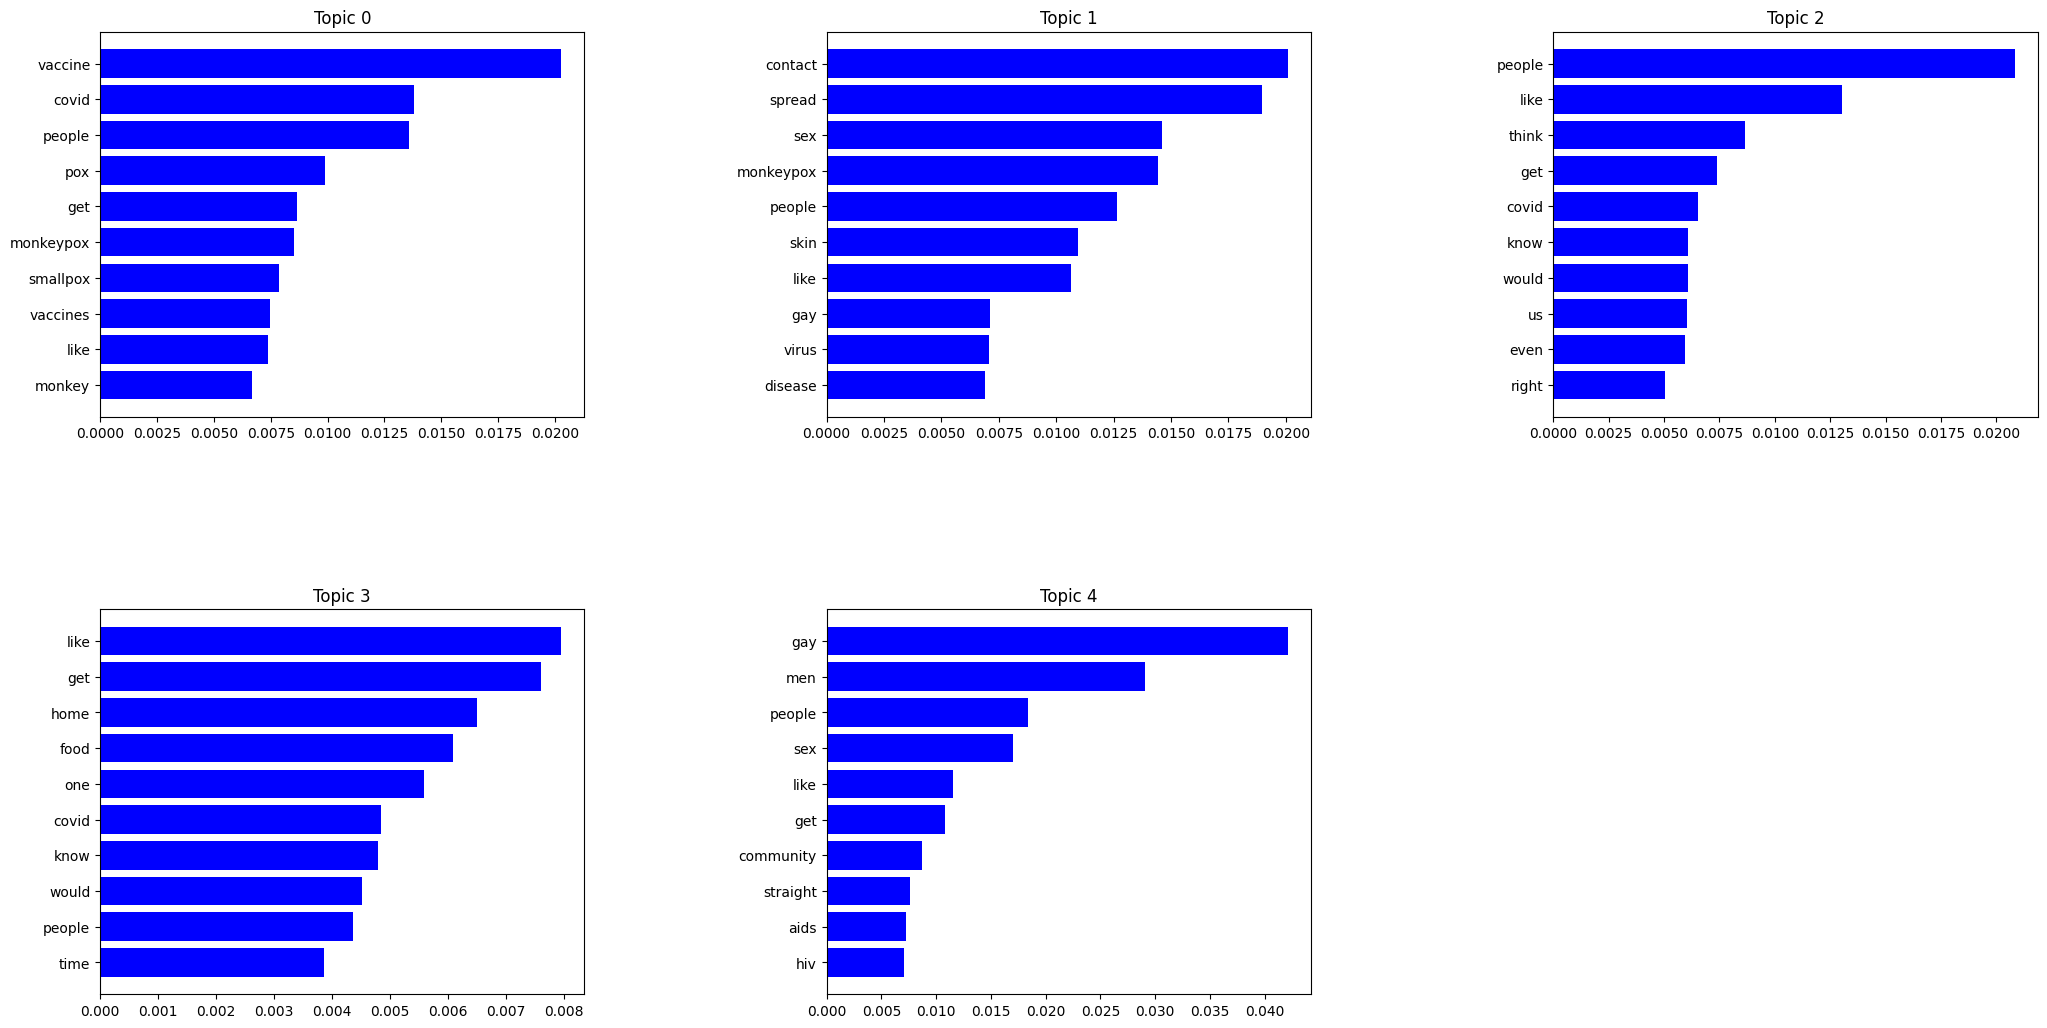 Topic 0
vaccine
covid
people
pox
get
monkeypox
smallpox
vaccines
like
monkey
0.0000 0.0025 0.0050 0.0075 0.0100 0.0125 0.0150 0.0175 0.0200
Topic 1
contact
spread
sex
monkeypox
people
skin
like
gay
virus
disease
0.0000 0.0025 0.0050 0.0075 0.0100 0.0125 0.0150 0.0175 0.0200
Topic 2
people
like
think
get
covid
know
would
us
even
right
0.0000 0.0025 0.0050 0.0075 0.0100 0.0125 0.0150 0.0175 0.0200
Topic 3
like
get
home
food
one
covid
know
would
people
time
0.000 0.001 0.002 0.003 0.004 0.005 0.006 0.007 0.008
Topic 4
gay
men
people
sex
like
get
community
straight
aids
hiv
0.000 0.005 0.010 0.015 0.020 0.025 0.030 0.035 0.040